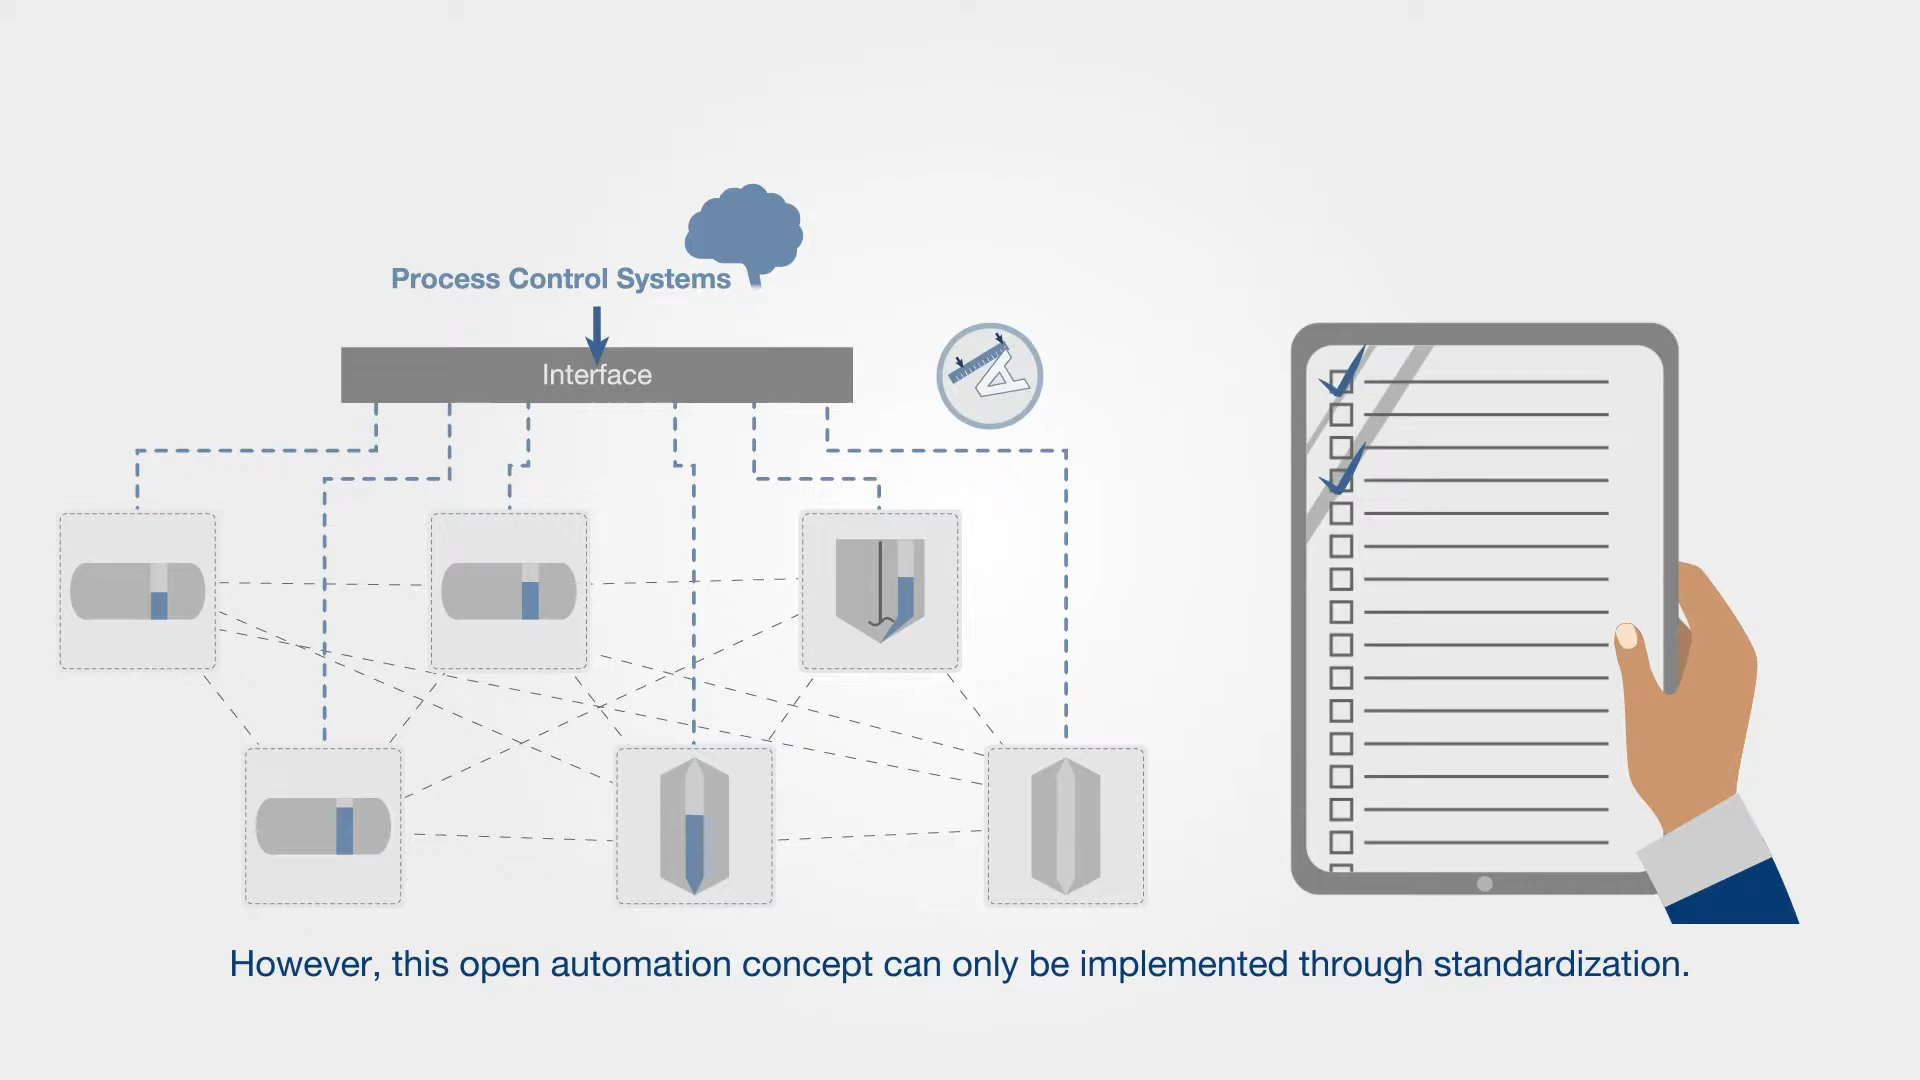 Process Control Systems
Interface
A
However, this open automation concept can only be implemented through standardization.